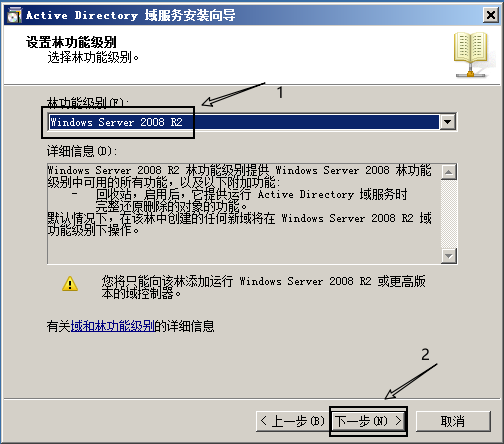 Active Directory 域服务安装向导
设置林功能级别
选择林功能级别。
1
林功能级别(F):
Windows Server 2008 R2
详细信息(D):
Windows Server 2008 R2 林功能级别提供 Windows Server 2008 林功能
级别中可用的所有功能，以及以下附加功能:
- 回收站，启用后，它提供运行 Active Directory 域服务时
完整还原删除的对象的功能。
默认情况下，在该林中创建的任何新域将在 Windows Server 2008 R2 域
功能级别下操作。
您将只能向该林添加运行 Windows Server 2008 R2 或更高版
本的域控制器。
有关域和林功能级别的详细信息
2
< 上一步(B)
下一步(N) >
取消